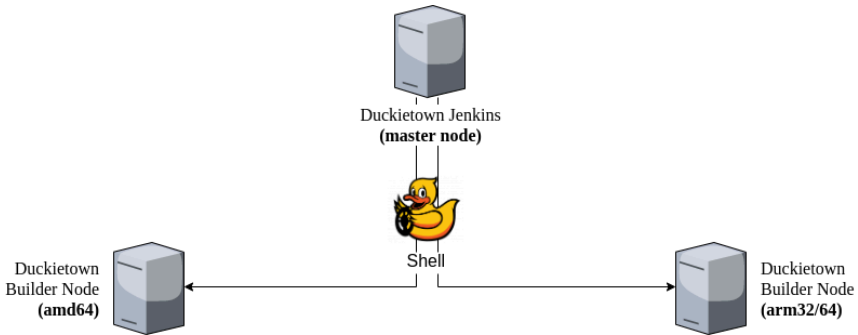 Duckietown Jenkins
(master node)
Shell
Duckietown
Builder Node
(amd64)
Duckietown
Builder Node
(arm32/64)